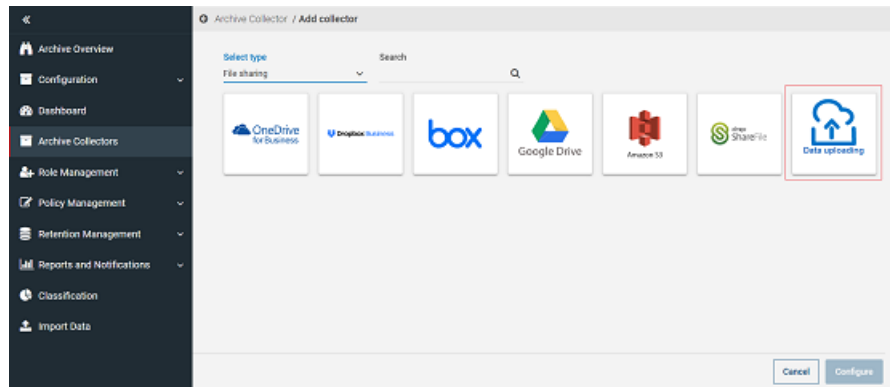 Archive Collector / Add collector
Archive Overview
Configuration
Dashboard
Archive Collectors
Role Management
Policy Management
Retention Management
Reports and Notifications
Classification
Import Data
Select type
Search
File sharing
OneDrive
for Business
Dropbox Business
box
Google Drive
Amazon S3
citrix
ShareFile
Data uploading
Cancel
Configure